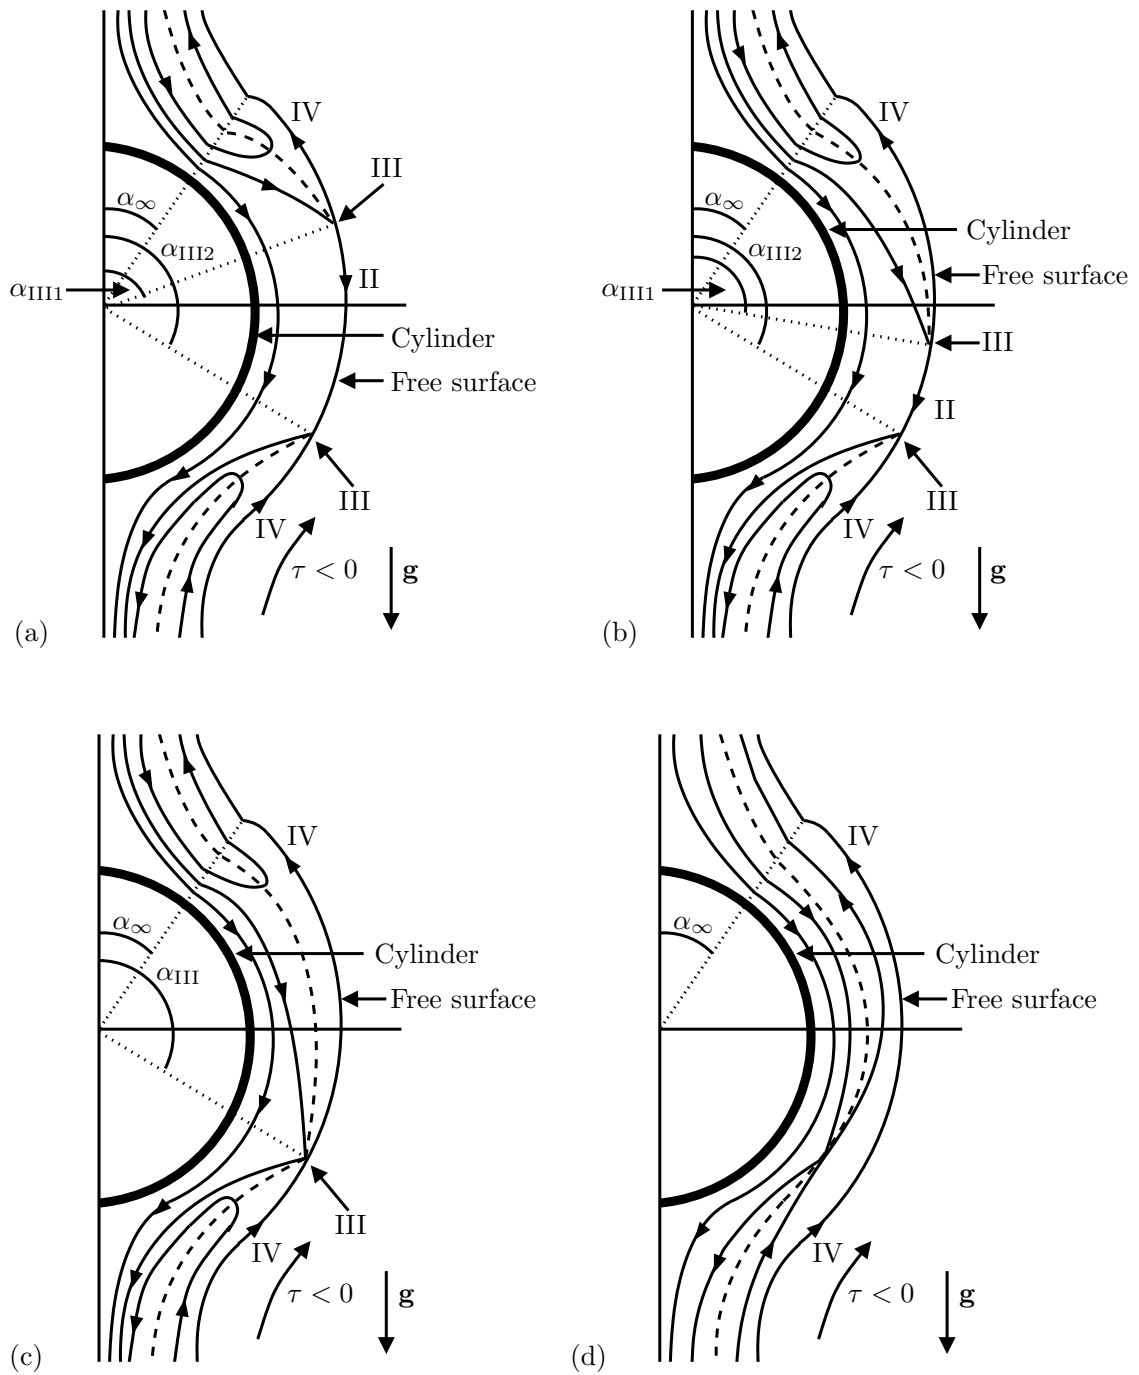 IV
IV
III
α∞
α∞
αIII2
Cylinder
αIII2
Free surface
αIII1
II
αIII1
Cylinder
III
Free surface
II
III
III
IV
IV
τ < 0
g
τ < 0
g
(a)
(b)
IV
IV
α∞
α∞
Cylinder
Cylinder
αIII
Free surface
Free surface
III
IV
IV
τ < 0
g
τ < 0
g
(c)
(d)